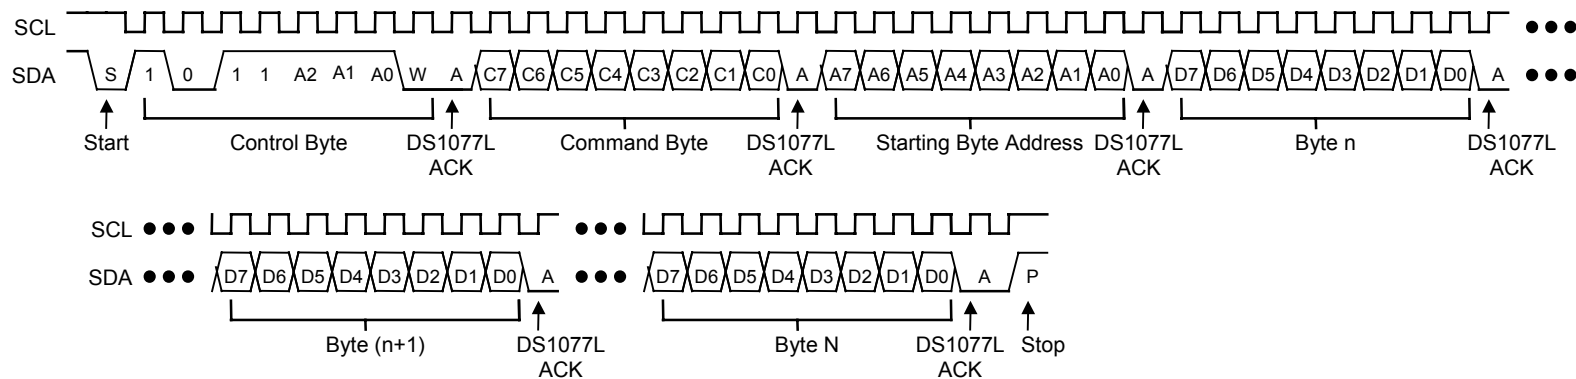 SCL
SDA S 1 0 1 1 A2 A1 A0 W A C7 C6 C5 C4 C3 C2 C1 C0 A A7 A6 A5 A4 A3 A2 A1 A0 A D7 D6 D5 D4 D3 D2 D1 D0 A
Start Control Byte DS1077L Command Byte DS1077L Starting Byte Address DS1077L Byte n DS1077L
ACK ACK ACK ACK
SCL
SDA D7 D6 D5 D4 D3 D2 D1 D0 A D7 D6 D5 D4 D3 D2 D1 D0 A P
Byte (n+1) DS1077L Byte N DS1077L Stop
ACK ACK